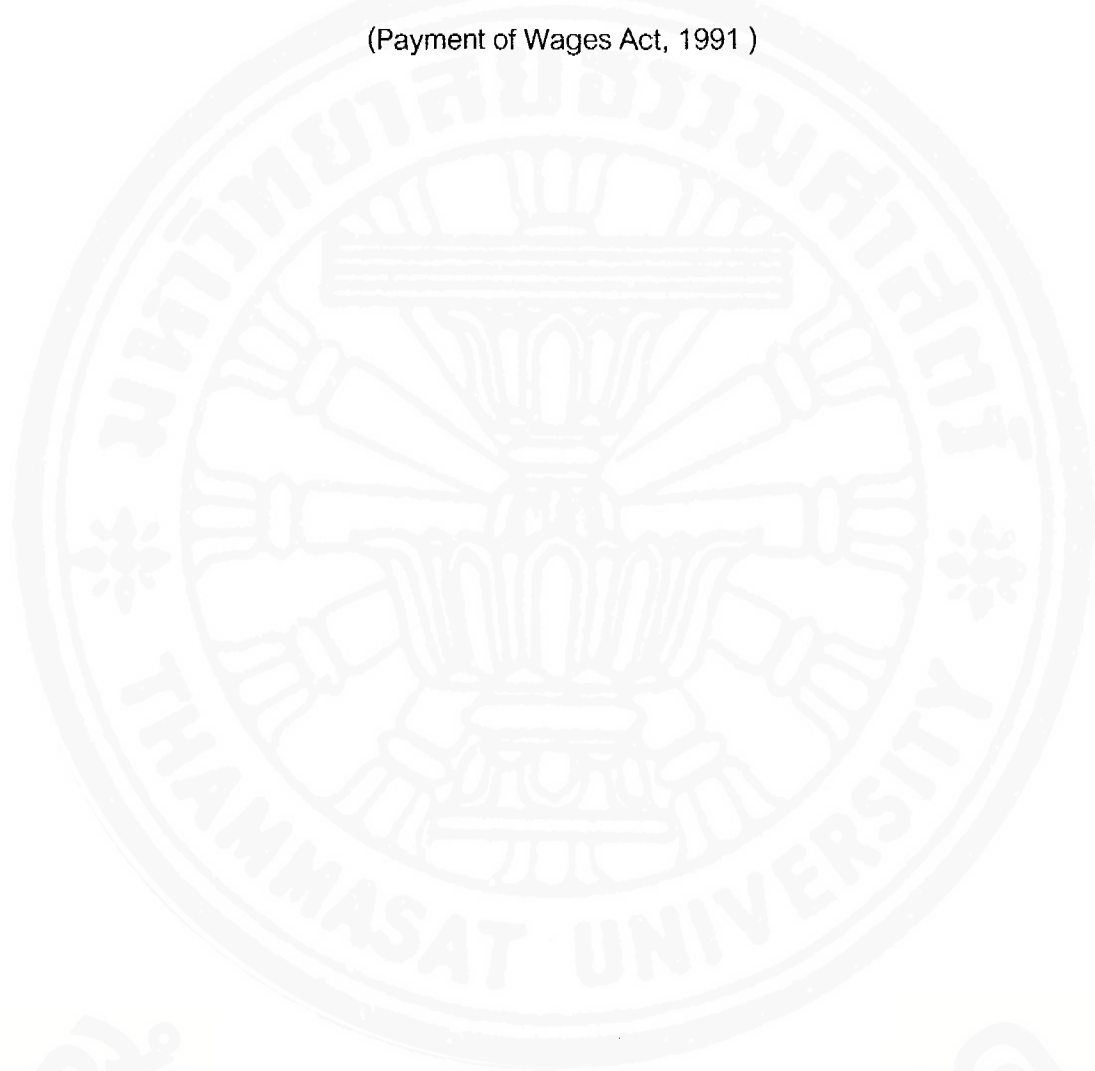 (Payment of Wages Act, 1991 )
มหาวิทยาลัยธรรมศาสตร์
THAMMASAT UNIVERSITY